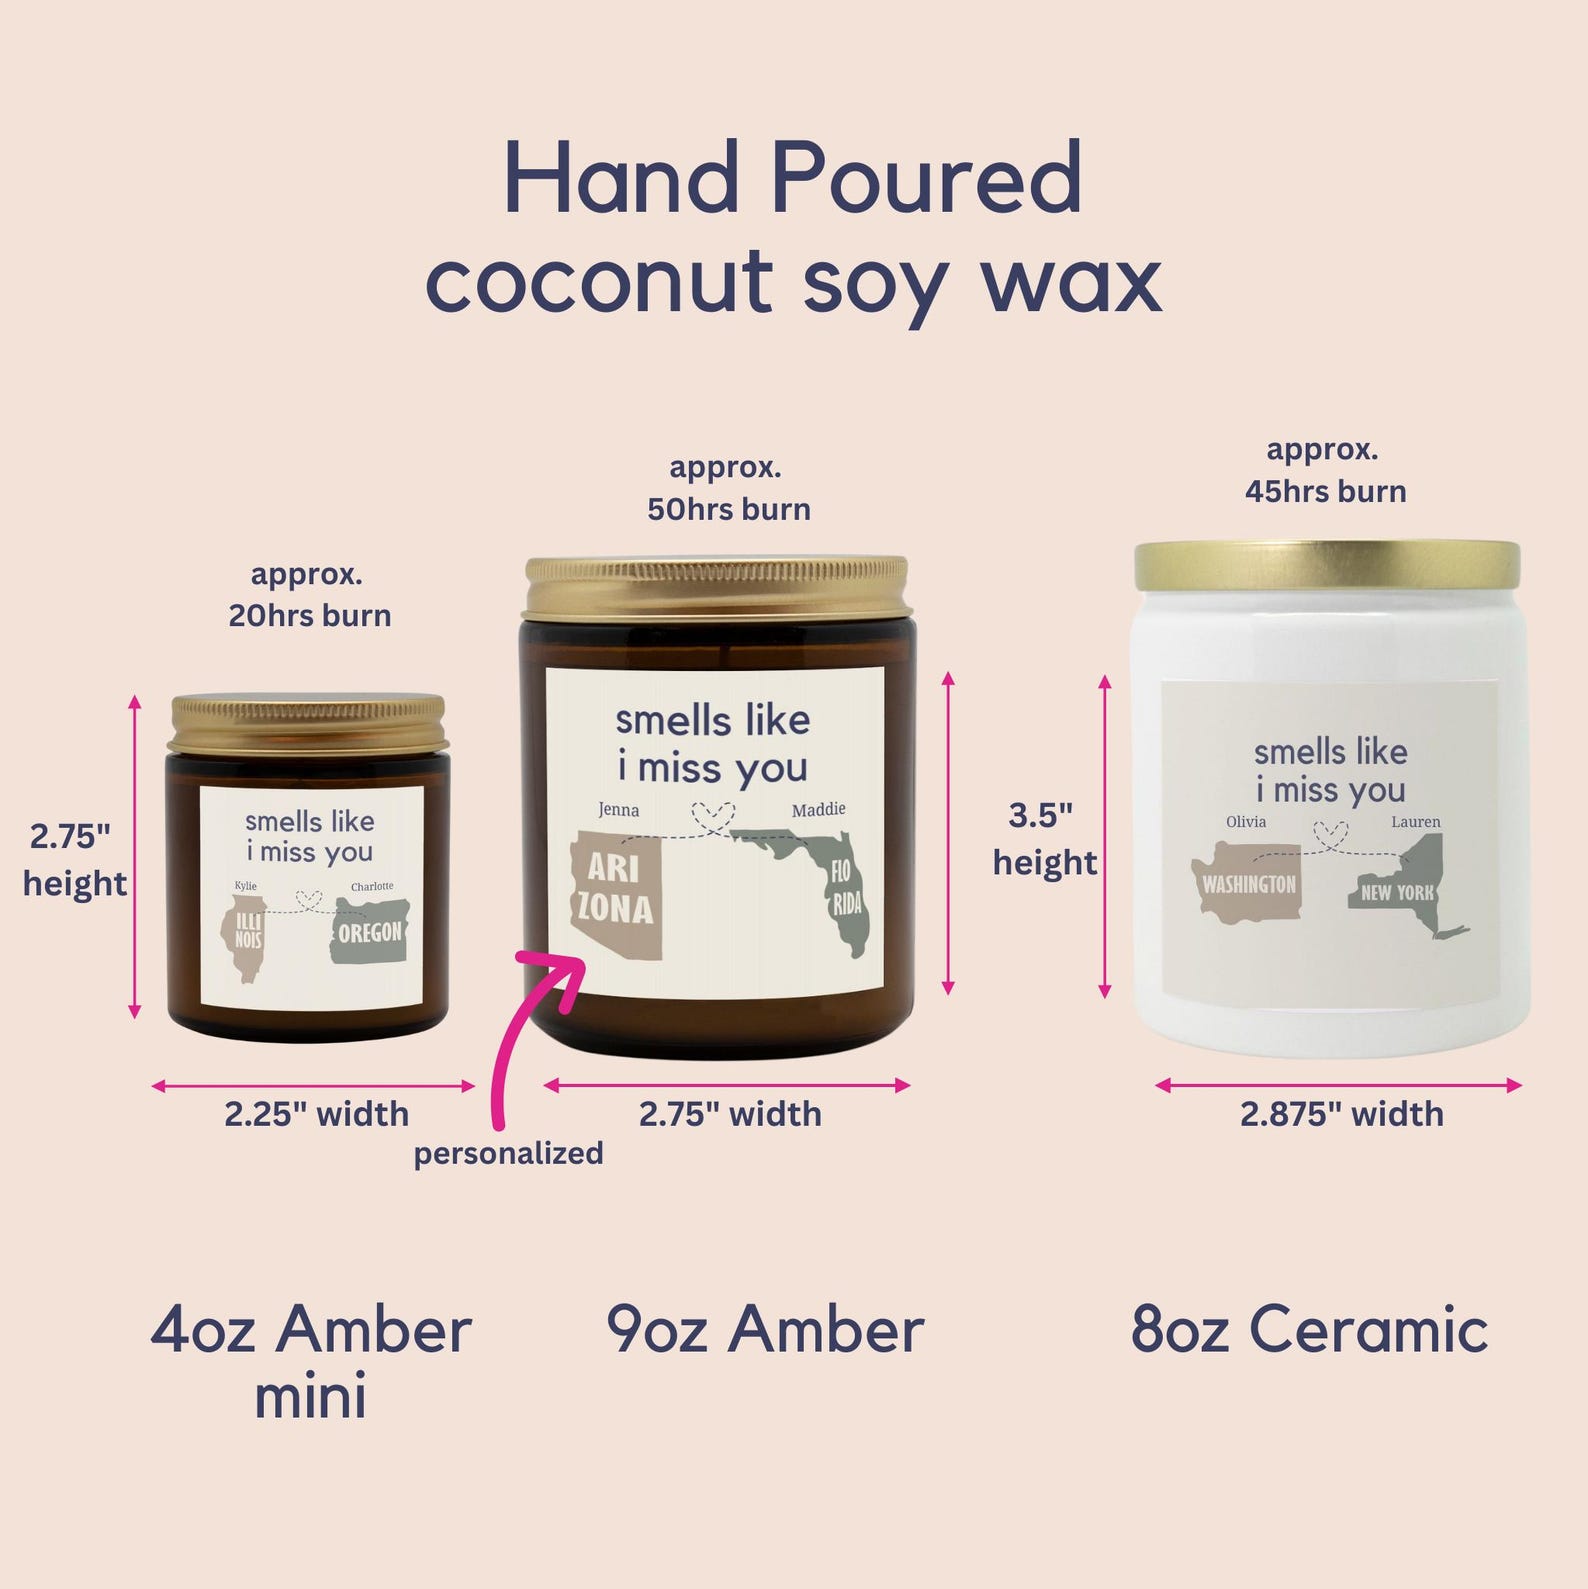 Hand Poured
coconut soy wax
approx.
20hrs burn
approx.
50hrs burn
approx.
45hrs burn
2.75"
height
smells like
i miss you
Kylie
Charlotte
ILLI
NOIS
OREGON
2.25" width
smells like
i miss you
Jenna
Maddie
ARI
ZONA
FLO
RIDA
personalized
2.75" width
3.5"
height
smells like
i miss you
Olivia
Lauren
WASHINGTON
NEW YORK
2.875" width
4oz Amber
mini
9oz Amber
8oz Ceramic